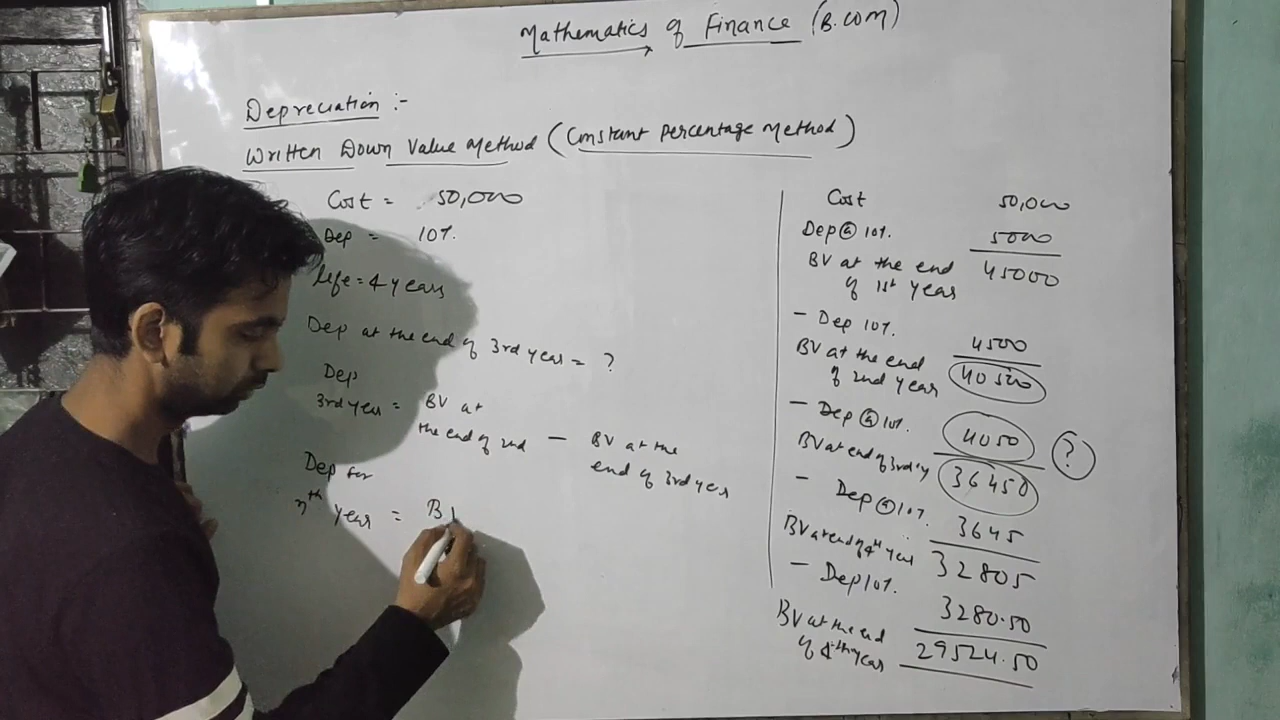 Mathematics of Finance (B.COM)
Depreciation :-
Written Down Value Method (Constant Percentage Method)
Cost = 50,000
Dep = 10%.
Life = 4 years
Dep at the end of 3rd year = ?
Dep
3rd year = BV at
the end of 2nd — BV at the
end of 3rd year
Dep for
nth year = B
Cost 50,000
Dep @ 10%. 5000
BV at the end 45000
of 1st year
- Dep 10%. 4500
BV at the end 40500
of 2nd year
- Dep @ 10%. 4050 ?
BV at end of 3rd y 36450
- Dep @ 10%. 3645
BV at end of 4th year 32805
- Dep 10%. 3280.50
BV at the end 29524.50
of 4th year